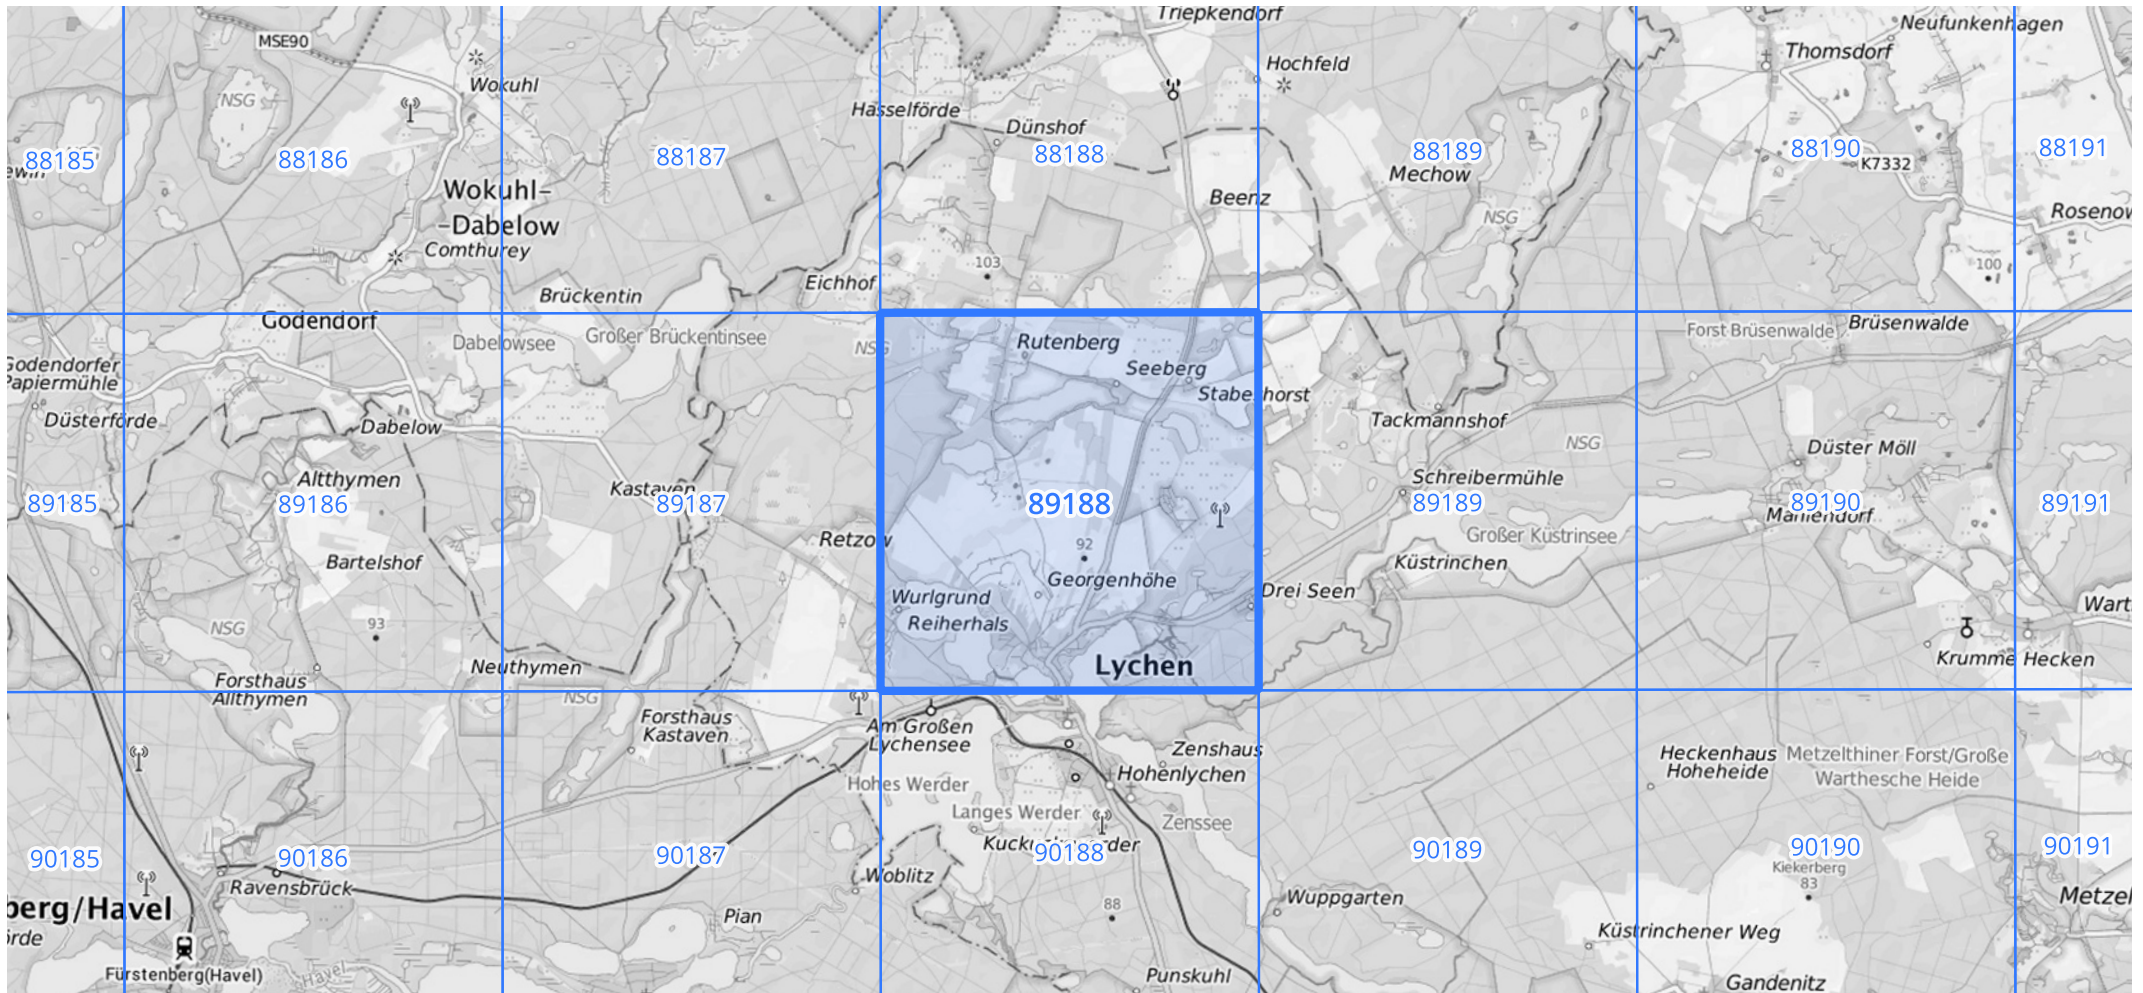 Triepkendorf
Neufunkenhagen
MSE90
Thomsdorf
Hochfeld
Wokuhl
NSG
Hasselförde
Dünshof
88185
88186
88187
88188
88189
88190
88191
K7332
Mechow
Wokuhl-
-Dabelow
Beenz
NSG
Rosenow
Comthurey
103
100
Eichhof
Brückentin
Godendorf
Forst Brüsenwalde
Brüsenwalde
Dabelowsee
Großer Brückentinsee
NSG
Rutenberg
Godendorfer
Papiermühle
Seeberg
Stabenhorst
Düsterförde
Dabelow
Tackmannshof
NSG
Düster Möll
Altthymen
Schreibermühle
Kastaven
89185
89186
89187
89188
89189
89190
89191
Mahlendorf
Retzow
Großer Küstrinsee
92
Bartelshof
Küstrinchen
Georgenhöhe
Drei Seen
Wurlgrund
Reiherhals
93
NSG
Wart
Neuthymen
Lychen
Krumme Hecken
Forsthaus
Altthymen
NSG
Forsthaus
Kastaven
Am Großen
Lychensee
Zenshaus
Hohenlychen
Heckenhaus
Hoheheide
Metzelthiner Forst/Große
Warthesche Heide
Hohes Werder
Langes Werder
Zenssee
90185
90186
90187
90188
90189
90190
90191
Kiekerberg
83
Ravensbrück
Woblitz
Wuppgarten
Metzel
berg/Havel
örde
Pian
88
Küstrinchener Weg
Fürstenberg(Havel)
Havel
Punskuhl
Gandenitz